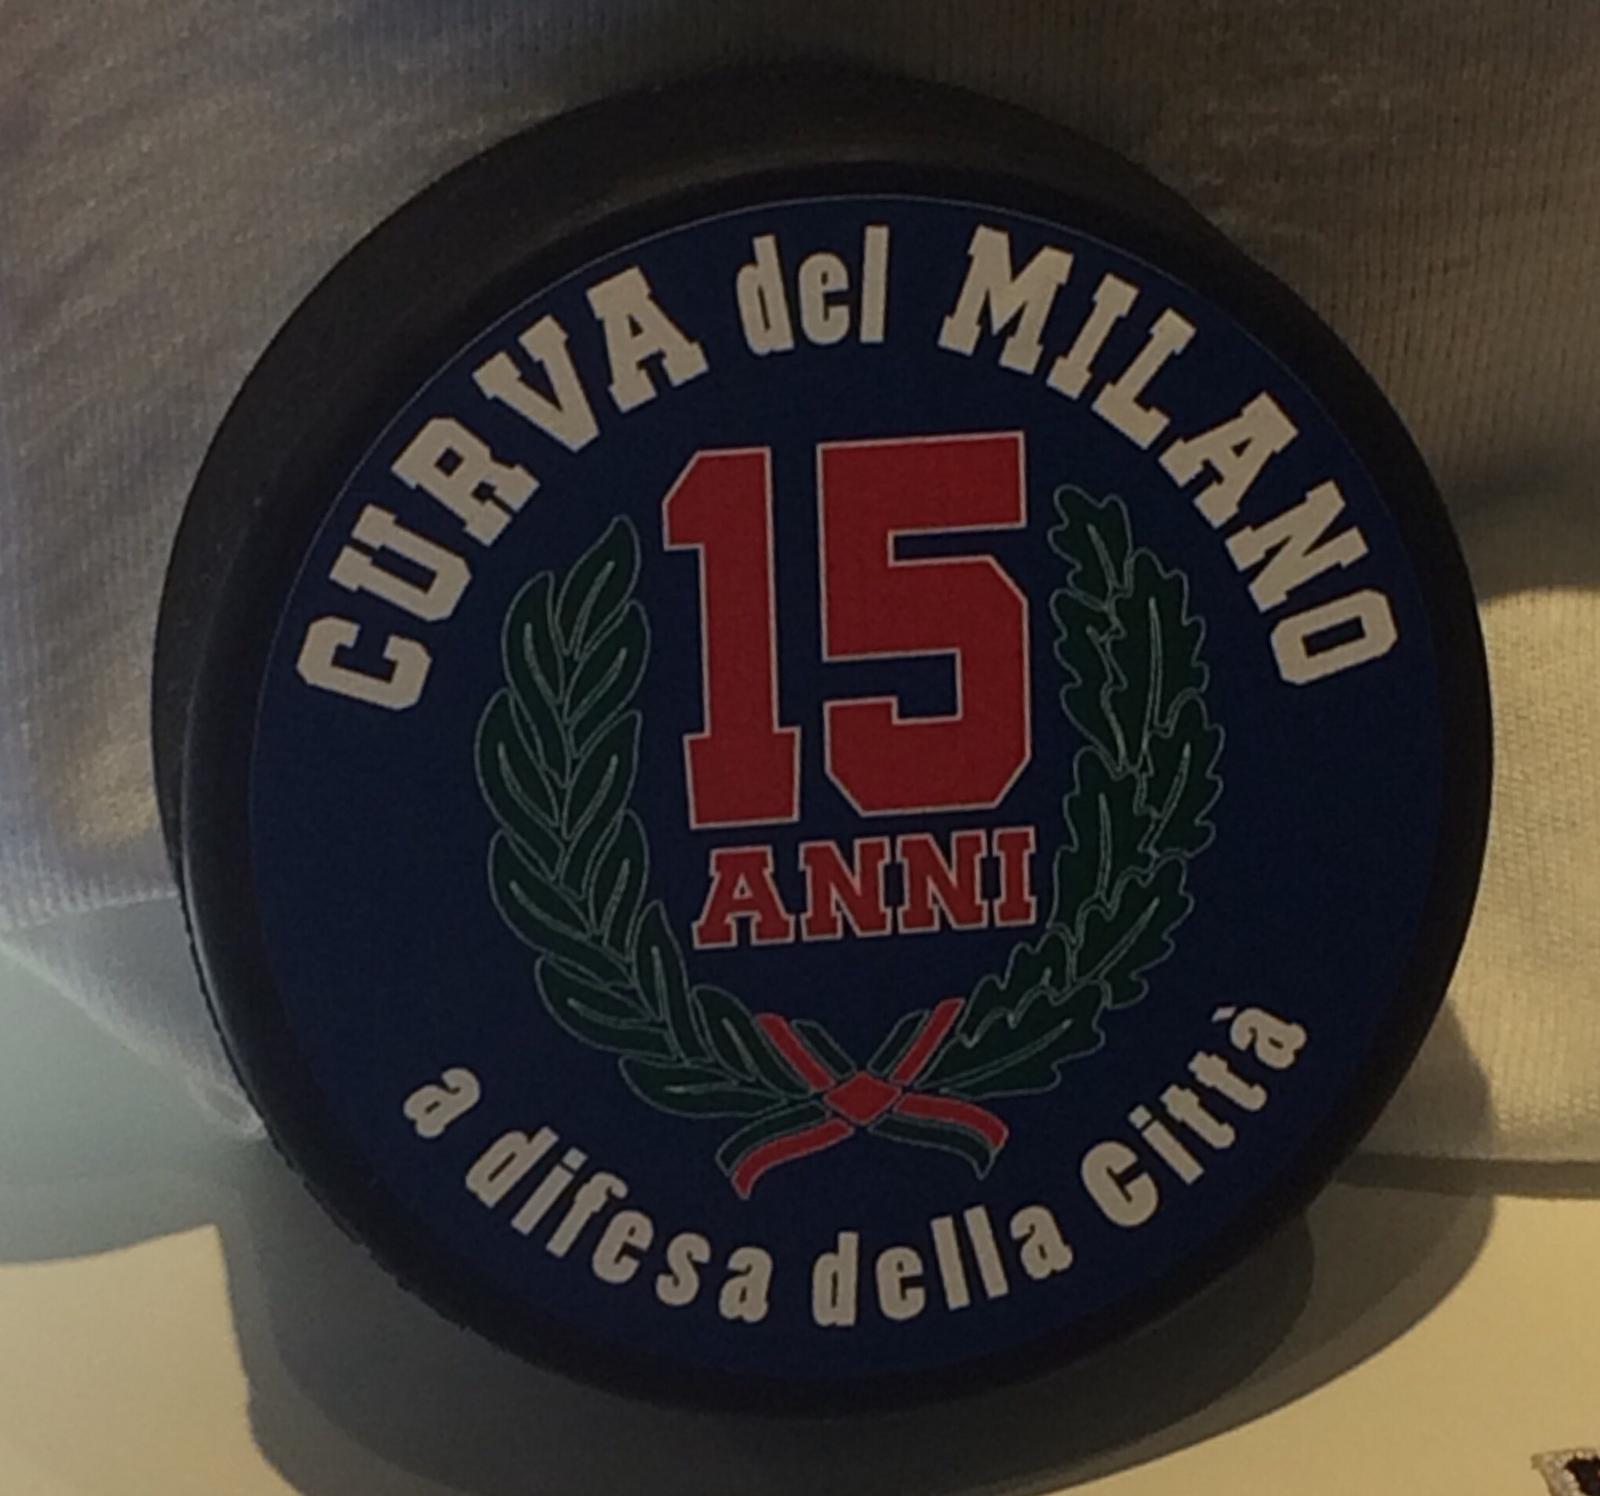 CURVA del MILANO
15
ANNI
a difesa della Città